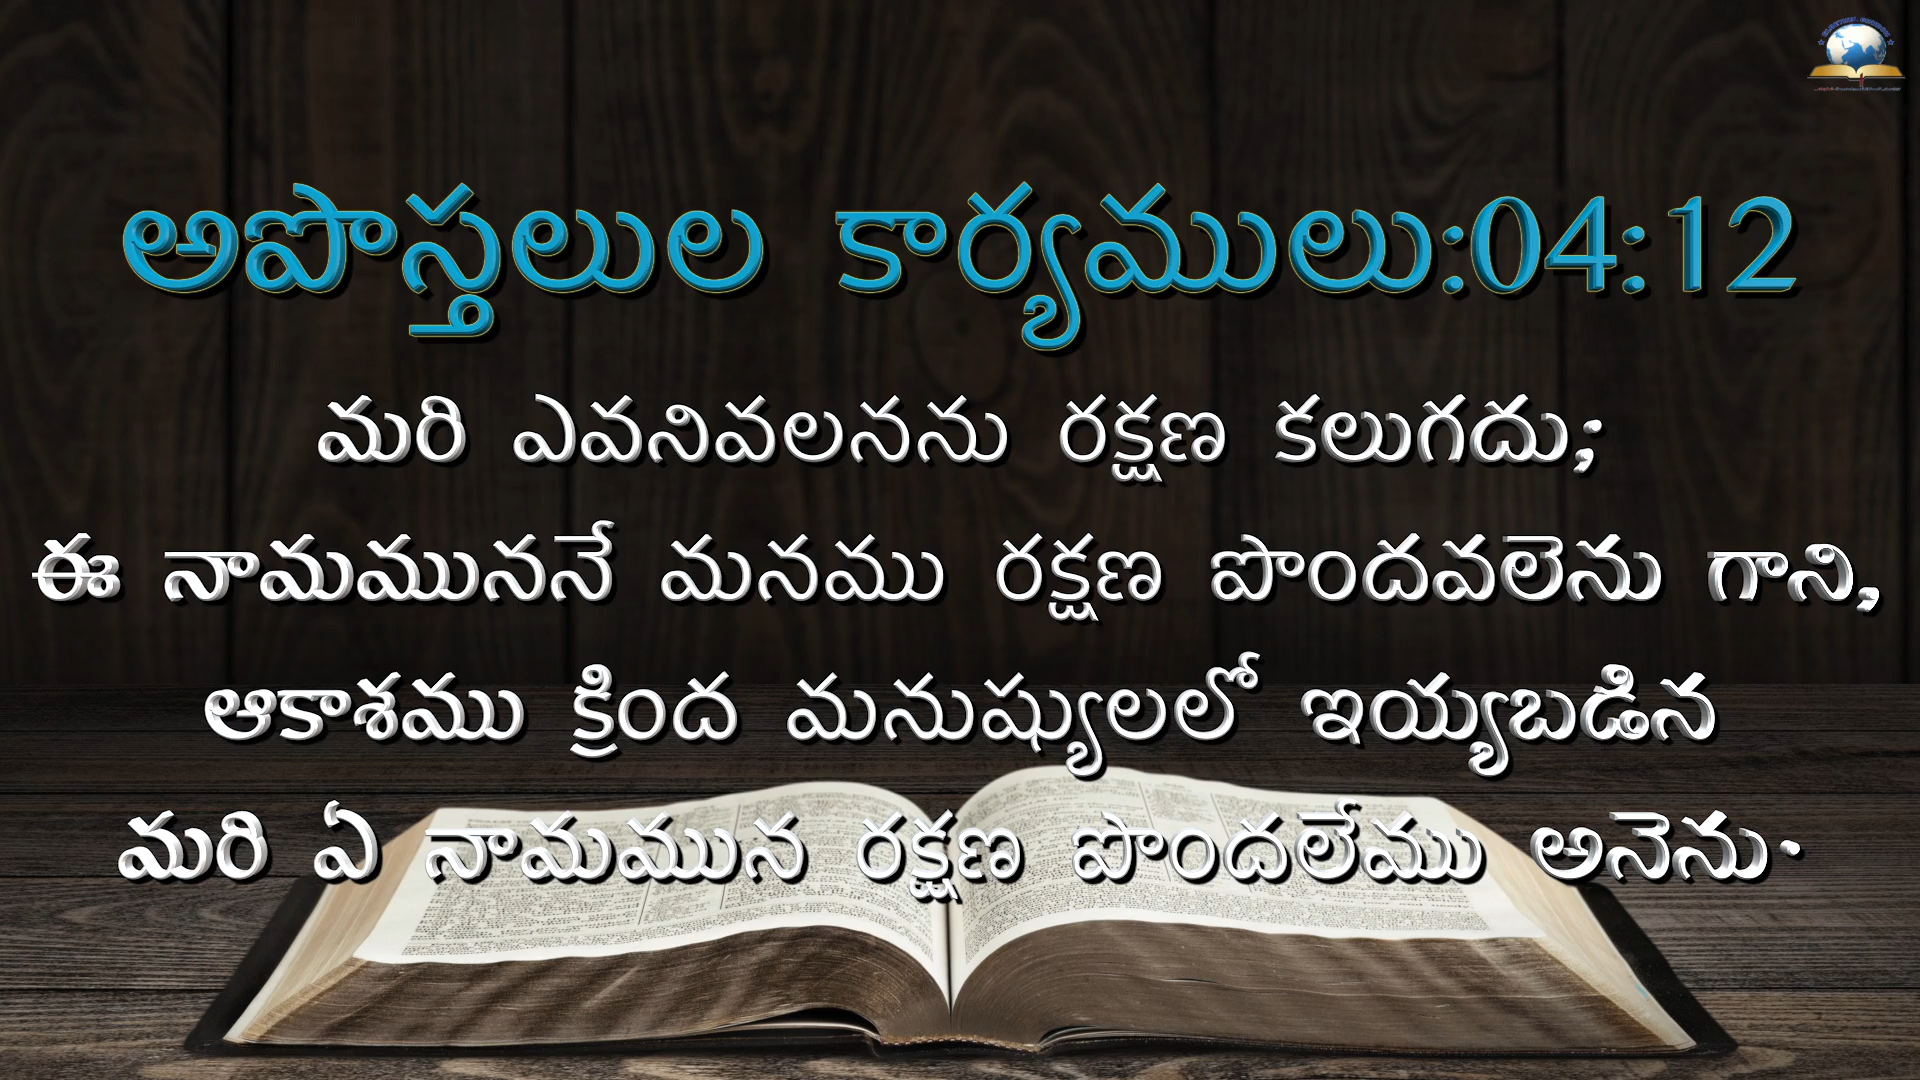 అపొస్తలుల కార్యములు:04:12
మరి ఎవనివలనను రక్షణ కలుగదు;
ఈ నామముననే మనము రక్షణ పొందవలెను గాని,
ఆకాశము క్రింద మనుష్యులలో ఇయ్యబడిన
మరి ఏ నామమున రక్షణ పొందలేము అనెను.